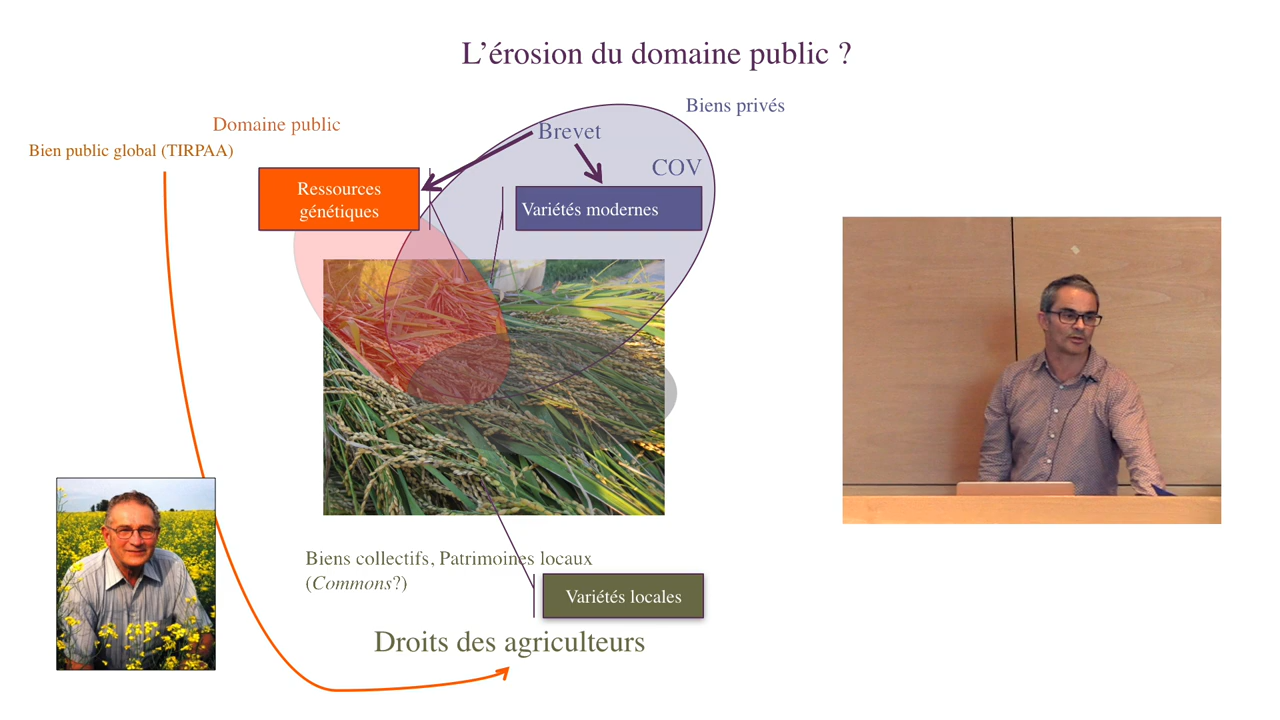 L’érosion du domaine public ?
Biens privés
Domaine public
Brevet
Bien public global (TIRPAA)
COV
Ressources
génétiques
Variétés modernes
Biens collectifs, Patrimoines locaux
(Commons?)
Variétés locales
Droits des agriculteurs